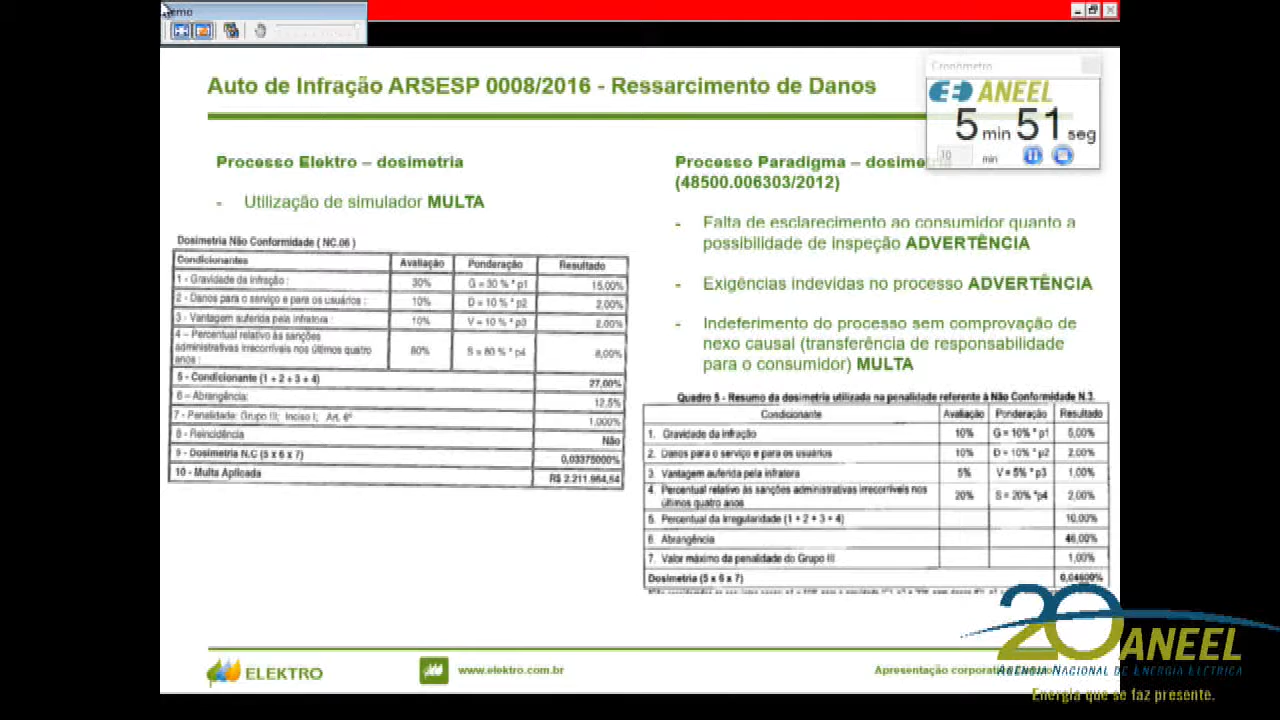 emo
Auto de Infração ARSESP 0008/2016 - Ressarcimento de Danos
Cronômetro
ANEEL
5 min 51 seg
10 min
Processo Elektro – dosimetria
- Utilização de simulador MULTA
Dosimetria Não Conformidade ( NC.06 )
Condicionantes Avaliação Ponderação Resultado
1 - Gravidade da infração : 30% G = 30 % * p1 15,00%
2 - Danos para o serviço e para os usuários : 10% D = 10 % * p2 2,00%
3 - Vantagem auferida pela infratora : 10% V = 10 % * p3 2,00%
4 – Percentual relativo às sanções
administrativas irrecorríveis nos últimos quatro
anos : 80% S = 80 % * p4 8,00%
5 - Condicionante (1 + 2 + 3 + 4) 27,00%
6 – Abrangência: 12,5%
7 - Penalidade: Grupo III; Inciso I; Art. 6º 1,000%
8 - Reincidência Não
9 - Dosimetria N.C (5 x 6 x 7) 0,03375000%
10 - Multa Aplicada R$ 2.211.964,54
Processo Paradigma – dosimetria
(48500.006303/2012)
- Falta de esclarecimento ao consumidor quanto a
possibilidade de inspeção ADVERTÊNCIA
- Exigências indevidas no processo ADVERTÊNCIA
- Indeferimento do processo sem comprovação de
nexo causal (transferência de responsabilidade
para o consumidor) MULTA
Quadro 5 - Resumo da dosimetria utilizada na penalidade referente à Não Conformidade N.3.
Condicionante Avaliação Ponderação Resultado
1. Gravidade da infração 10% G = 10% * p1 5,00%
2. Danos para o serviço e para os usuários 10% D = 10% * p2 2,00%
3. Vantagem auferida pela infratora 5% V = 5% * p3 1,00%
4. Percentual relativo às sanções administrativas irrecorríveis nos
últimos quatro anos 20% S = 20% *p4 2,00%
5. Percentual da Irregularidade (1 + 2 + 3 + 4) 10,00%
6. Abrangência 46,00%
7. Valor máximo da penalidade do Grupo III 1,00%
Dosimetria (5 x 6 x 7) 0,04600%
ELEKTRO
www.elektro.com.br
Apresentação
20 ANEEL
AGÊNCIA NACIONAL DE ENERGIA ELÉTRICA
Energia que se faz presente.